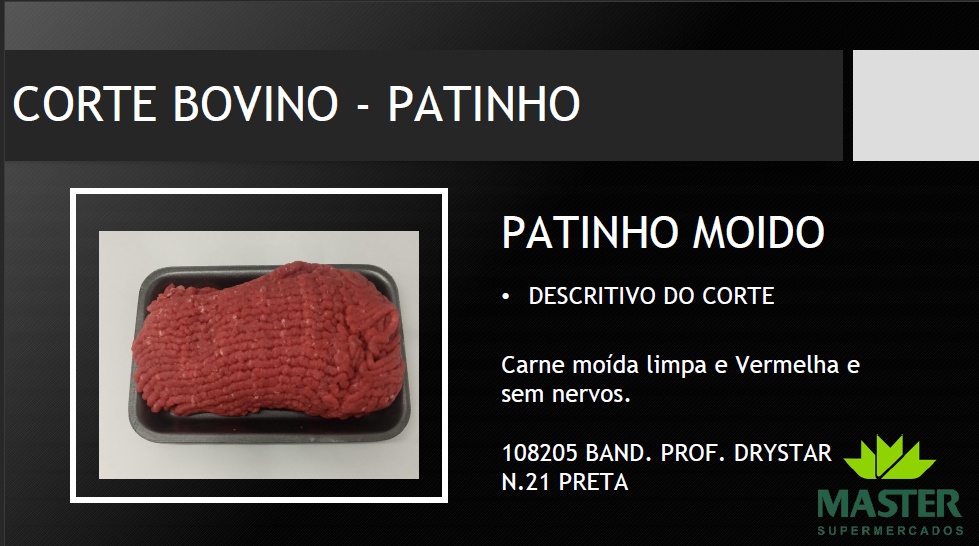 CORTE BOVINO - PATINHO
PATINHO MOIDO
• DESCRITIVO DO CORTE
Carne moída limpa e Vermelha e
sem nervos.
108205 BAND. PROF. DRYSTAR
N.21 PRETA
MASTER
SUPERMERCADOS